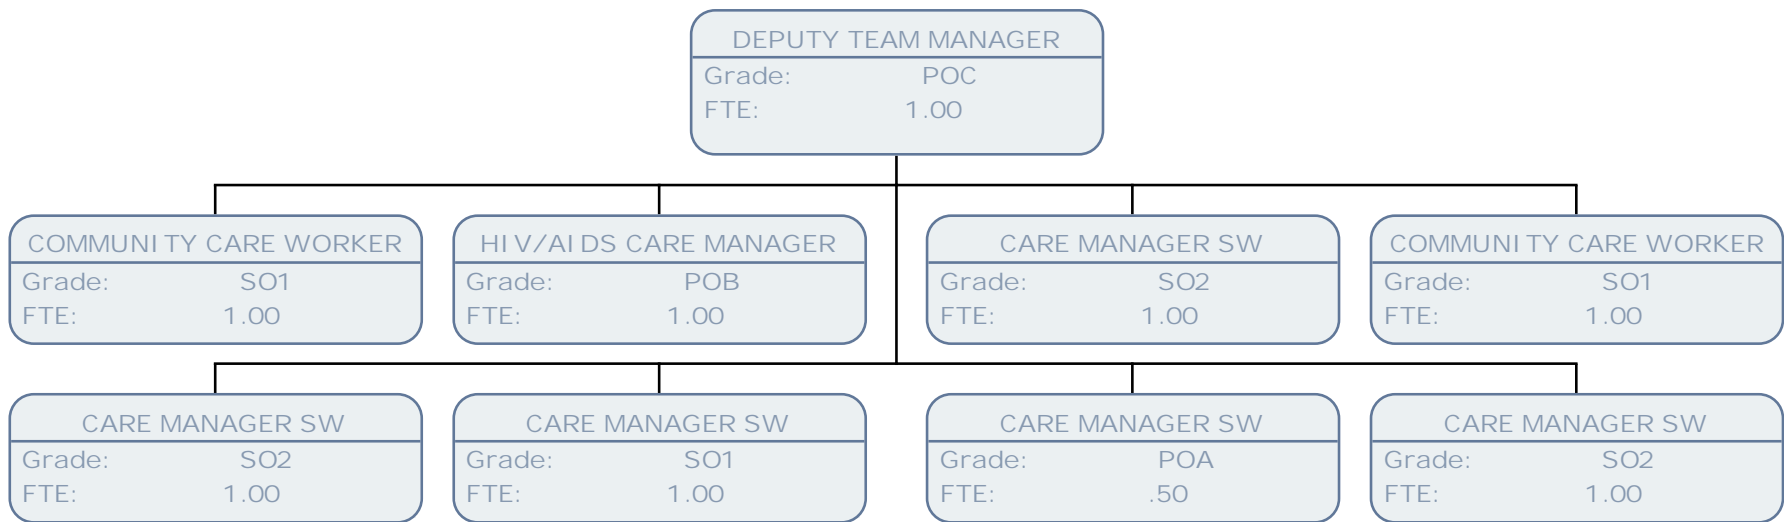 DEPUTY TEAM MANAGER
Grade: POC
FTE: 1.00
COMMUNITY CARE WORKER
Grade: SO1
FTE: 1.00
HIV/AIDS CARE MANAGER
Grade: POB
FTE: 1.00
CARE MANAGER SW
Grade: SO2
FTE: 1.00
COMMUNITY CARE WORKER
Grade: SO1
FTE: 1.00
CARE MANAGER SW
Grade: SO2
FTE: 1.00
CARE MANAGER SW
Grade: SO1
FTE: 1.00
CARE MANAGER SW
Grade: POA
FTE: .50
CARE MANAGER SW
Grade: SO2
FTE: 1.00